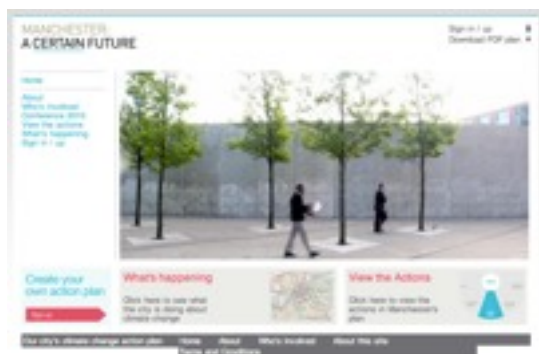 MANCHESTER
A CERTAIN FUTURE
Sign in / up
Download PDF plan
Home
About
Who's involved
Conference 2010
View the actions
What's happening
Sign in / up
Create your
own action plan
Sign up
What's happening
Click here to see what
the city is doing about
climate change
View the Actions
Click here to view the
actions in Manchester's
plan
Our city's climate change action plan
Home
About
Who's involved
About this site
Terms and Conditions